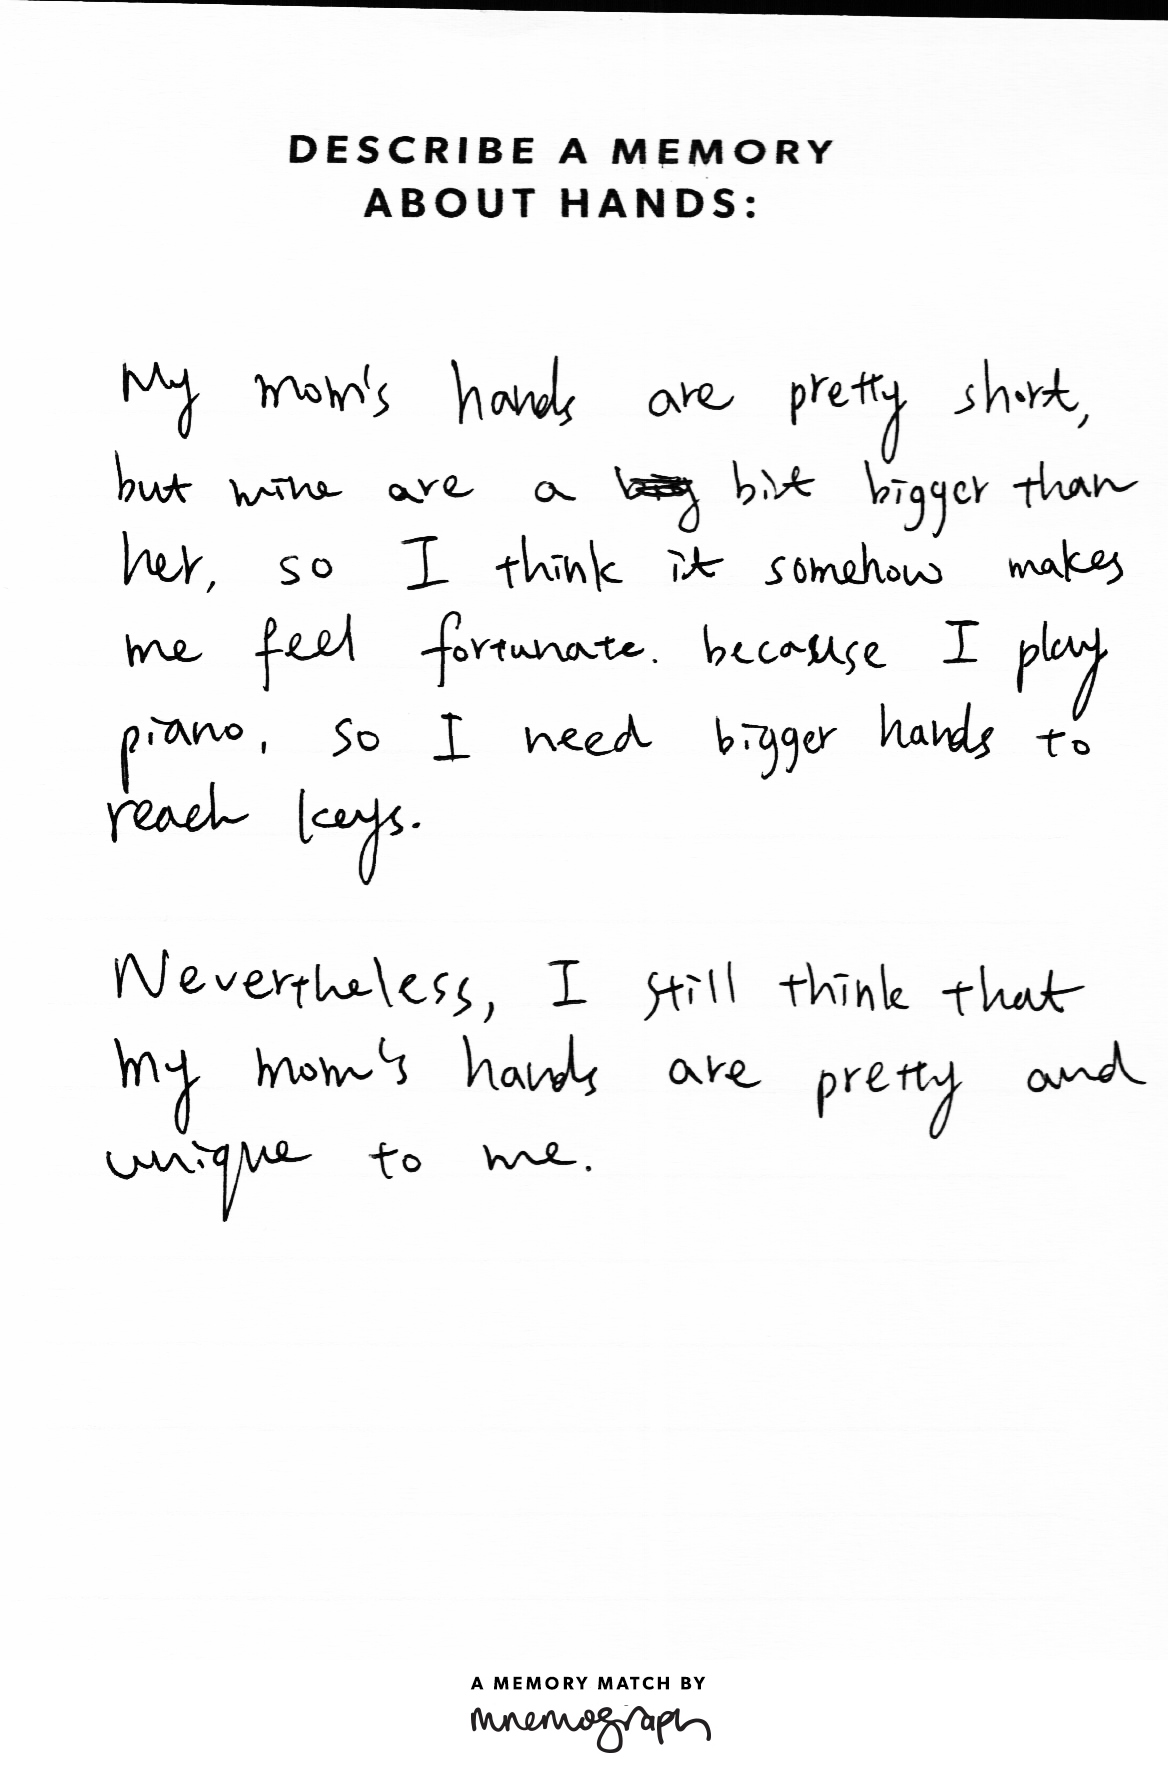 DESCRIBE A MEMORY
ABOUT HANDS:
My mom's hands are pretty short,
but mine are a bit bigger than
her, so I think it somehow makes
me feel fortunate. because I play
piano, so I need bigger hands to
reach keys.
Nevertheless, I still think that
my mom's hands are pretty and
unique to me.
A MEMORY MATCH BY
mnemograph